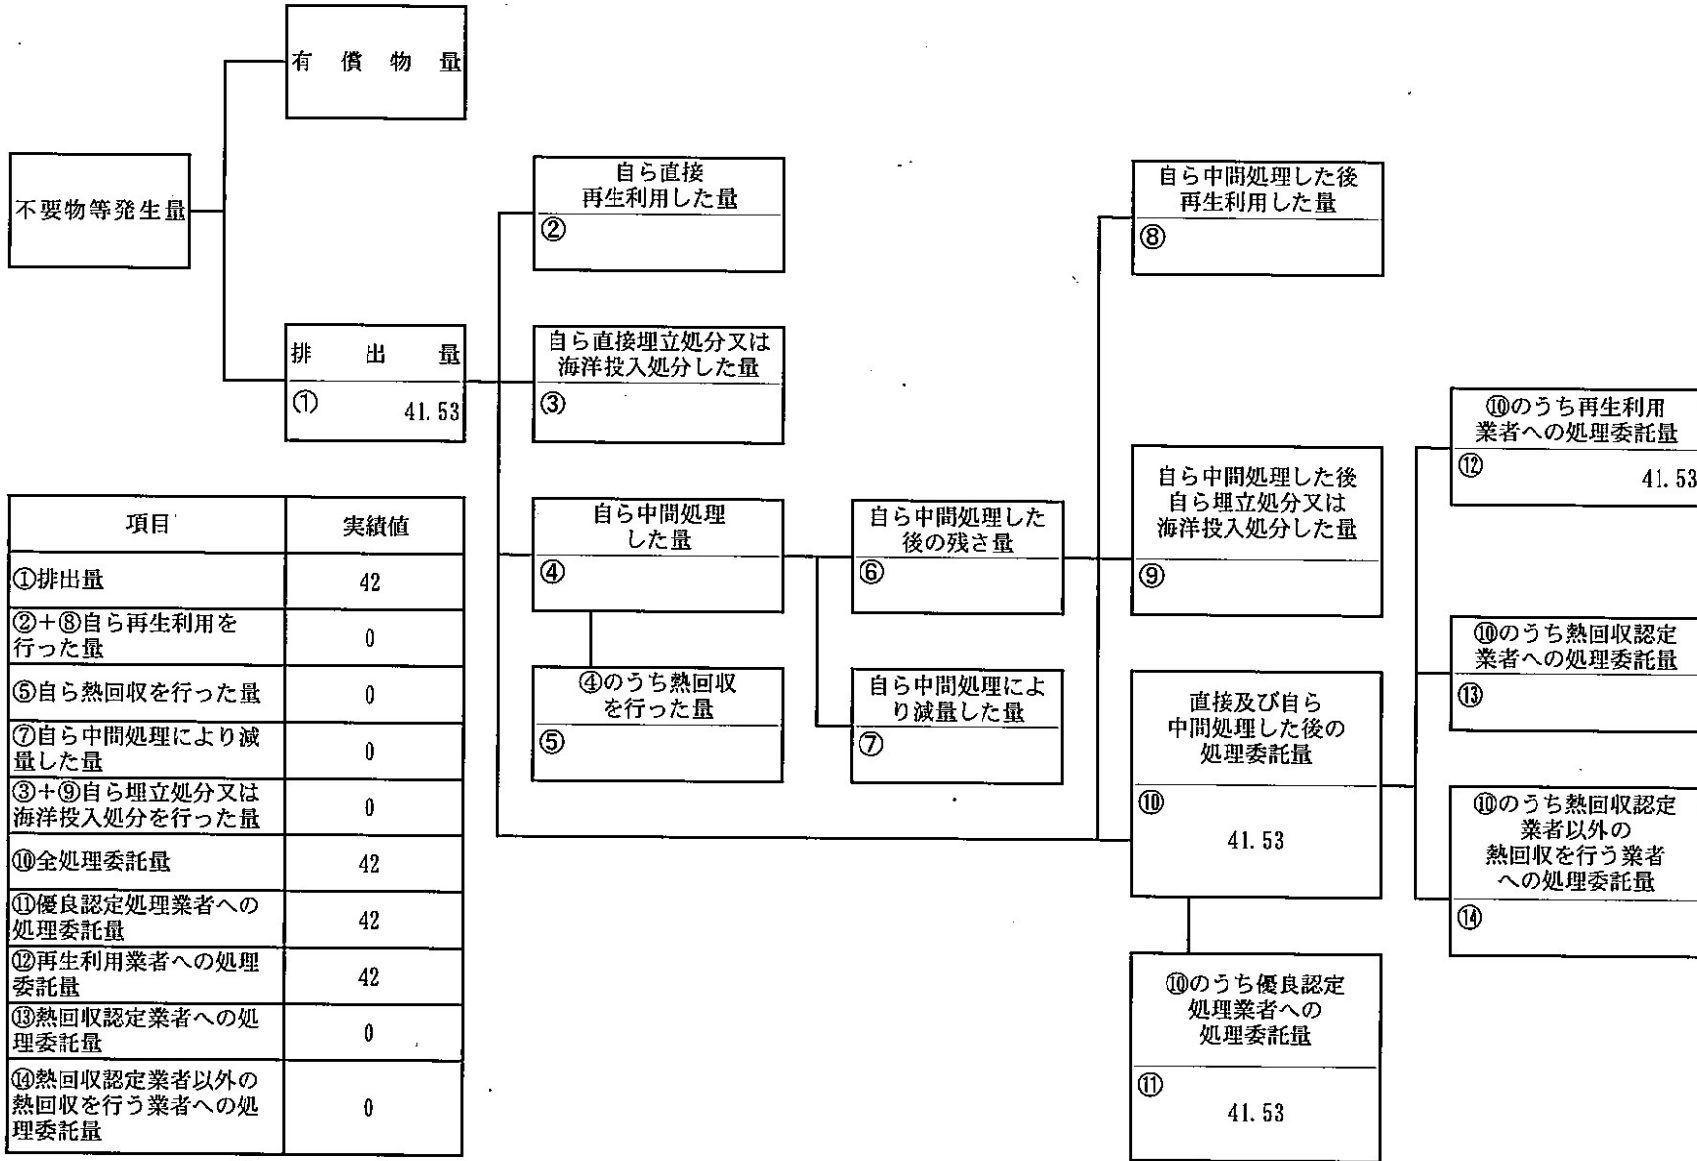 有償物量
不要物等発生量
排出量
① 41.53
自ら直接
再生利用した量
②
自ら直接埋立処分又は
海洋投入処分した量
③
自ら中間処理
した量
④
④のうち熱回収
を行った量
⑤
自ら中間処理した
後の残さ量
⑥
自ら中間処理によ
り減量した量
⑦
自ら中間処理した後
再生利用した量
⑧
自ら中間処理した後
自ら埋立処分又は
海洋投入処分した量
⑨
直接及び自ら
中間処理した後の
処理委託量
⑩
41.53
⑩のうち優良認定
処理業者への
処理委託量
⑪
41.53
⑩のうち再生利用
業者への処理委託量
⑫ 41.53
⑩のうち熱回収認定
業者への処理委託量
⑬
⑩のうち熱回収認定
業者以外の
熱回収を行う業者
への処理委託量
⑭
項目 実績値
①排出量 42
②+⑧自ら再生利用を
行った量 0
⑤自ら熱回収を行った量 0
⑦自ら中間処理により減
量した量 0
③+⑨自ら埋立処分又は
海洋投入処分を行った量 0
⑩全処理委託量 42
⑪優良認定処理業者への
処理委託量 42
⑫再生利用業者への処理
委託量 42
⑬熱回収認定業者への処
理委託量 0
⑭熱回収認定業者以外の
熱回収を行う業者への処
理委託量 0